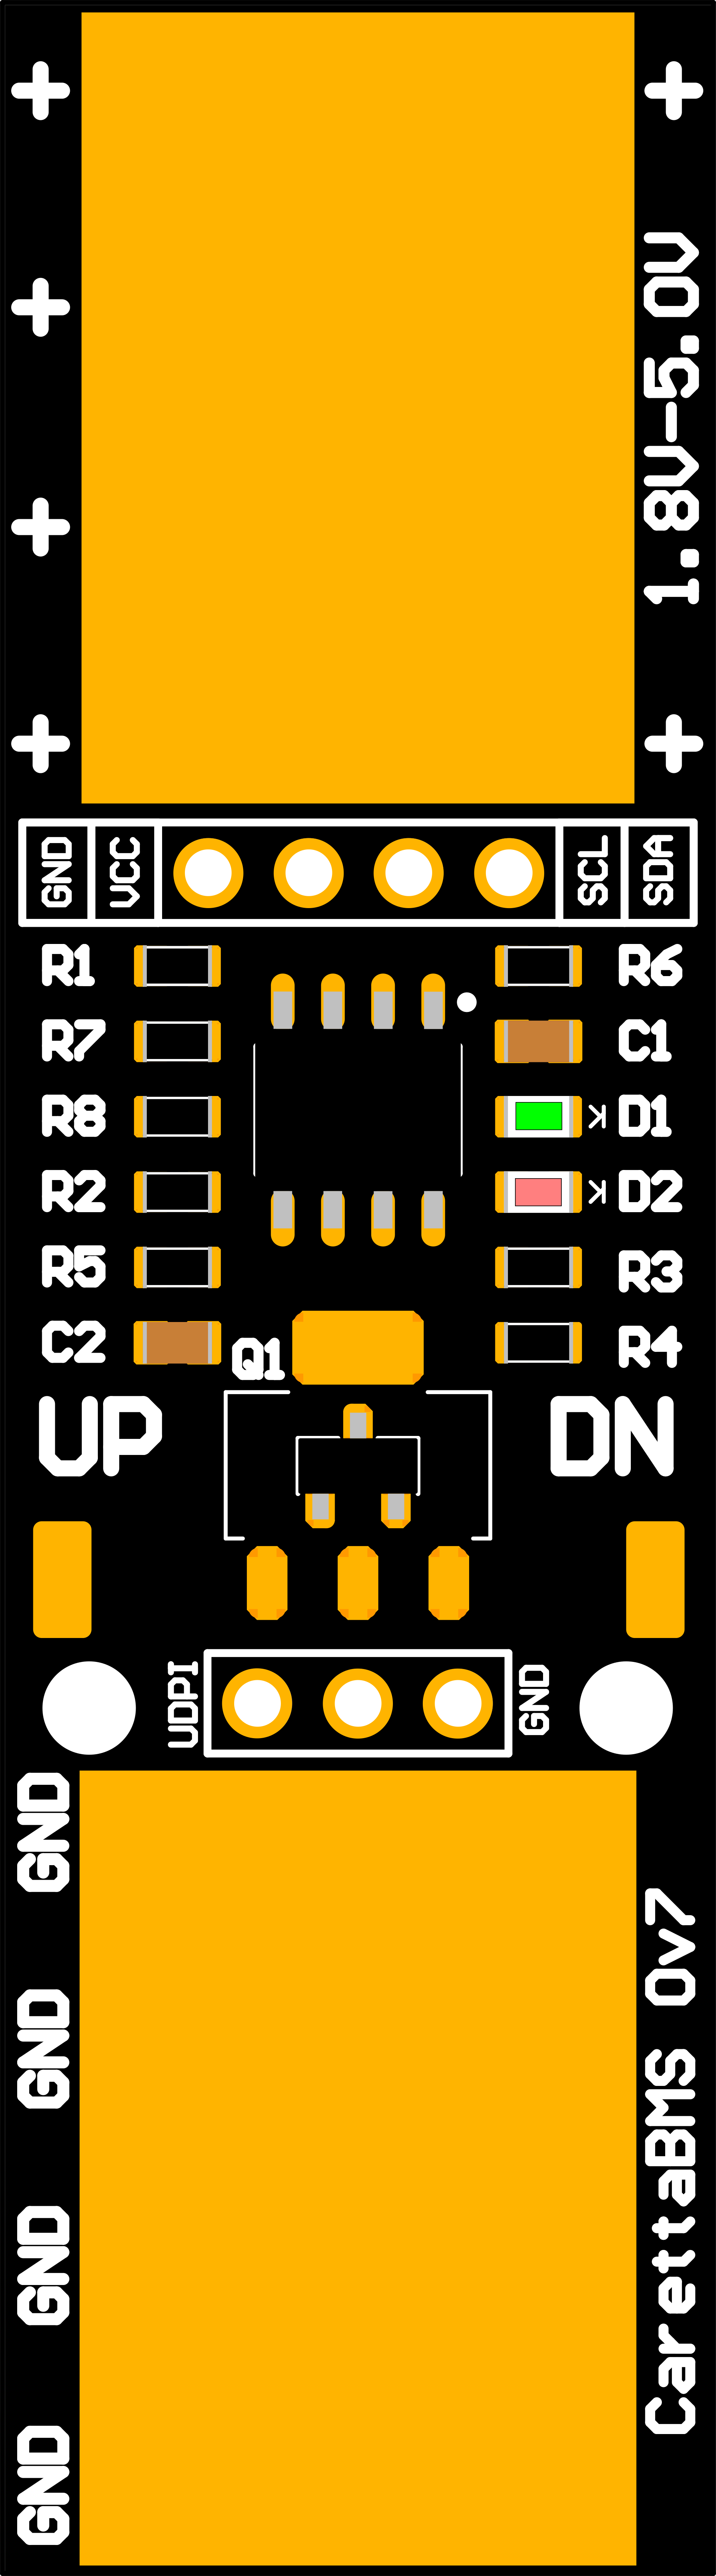 +
+
+
+
+
+
1.8V-5.0V
GND
VCC
SCL
SDA
R1
R6
R7
C1
R8
D1
R2
D2
R5
R3
C2
Q1
R4
UP
DN
UDPI
GND
GND
GND
GND
GND
CarettaBMS 0v7